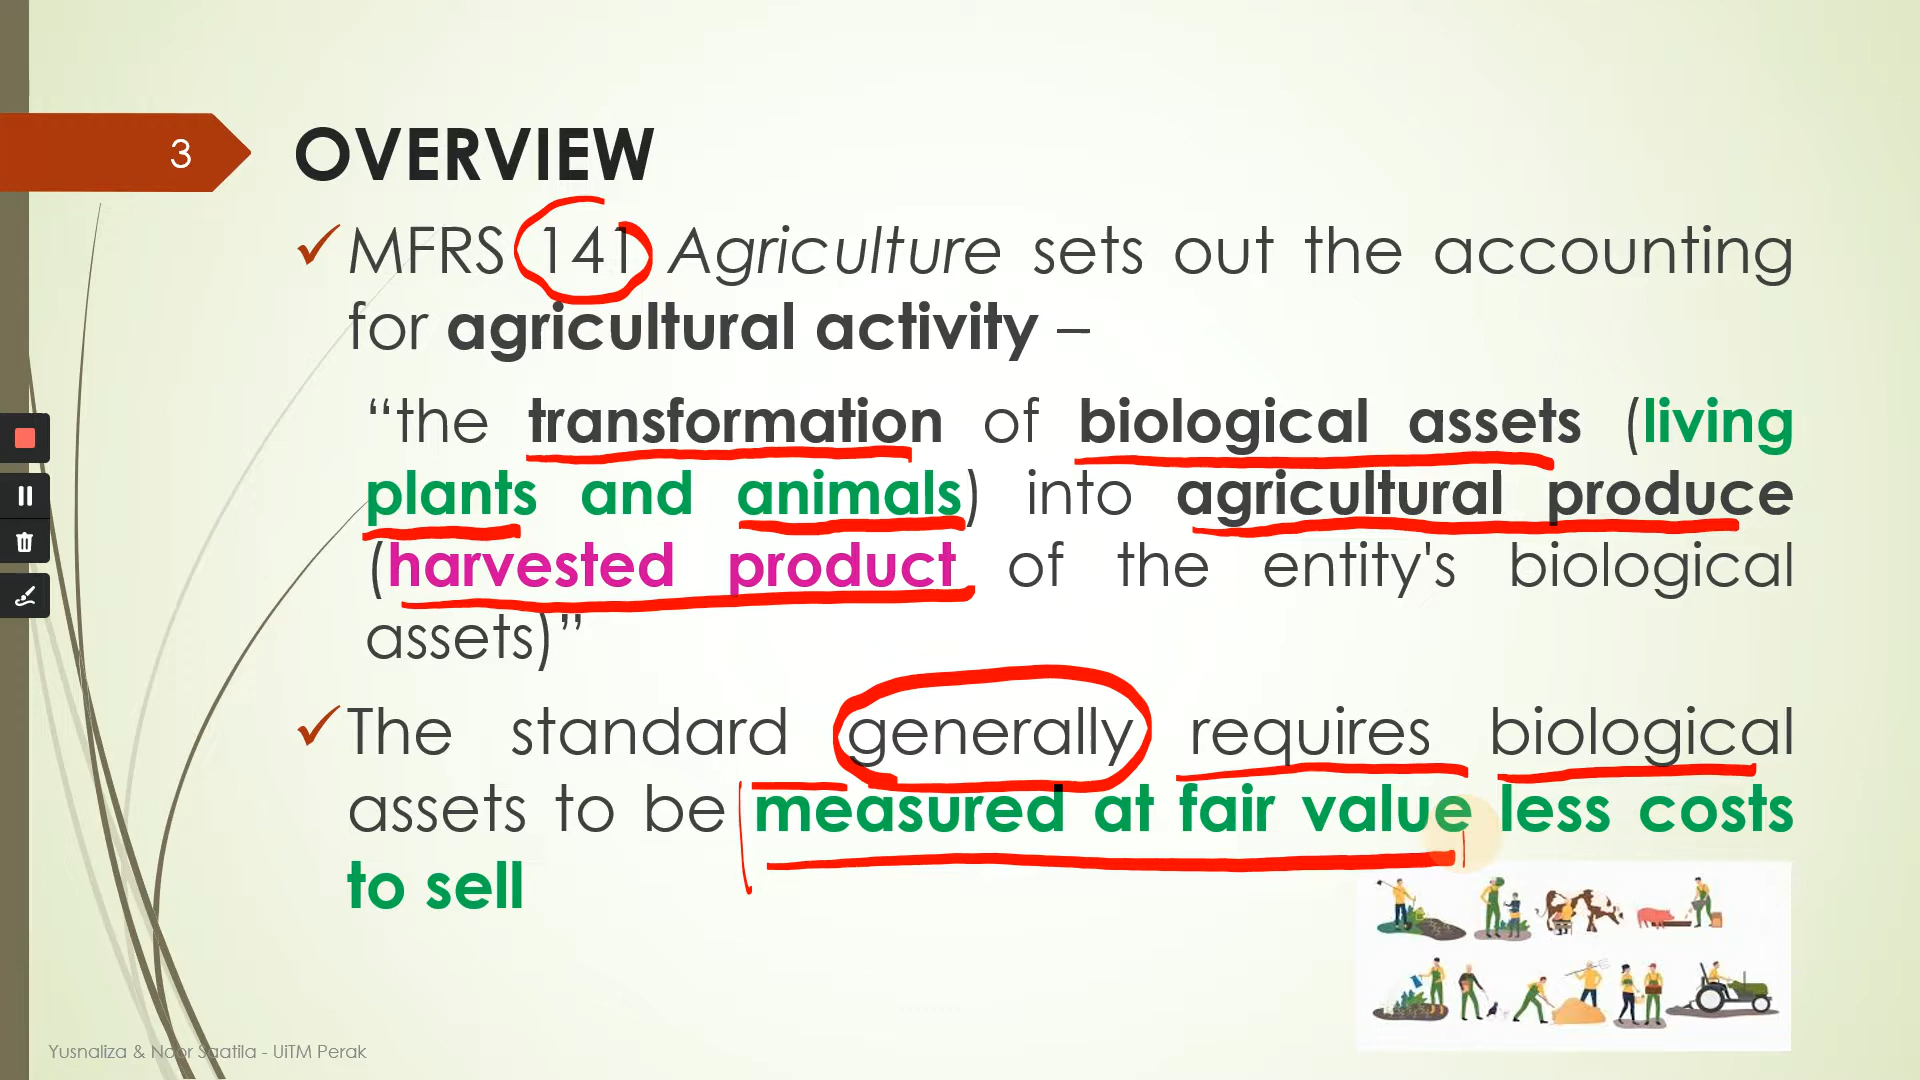 3
OVERVIEW
✓MFRS 141 Agriculture sets out the accounting
for agricultural activity –
“the transformation of biological assets (living
plants and animals) into agricultural produce
(harvested product of the entity's biological
assets)”
✓The standard generally requires biological
assets to be measured at fair value less costs
to sell
Yusnaliza & Noor Saatila - UiTM Perak